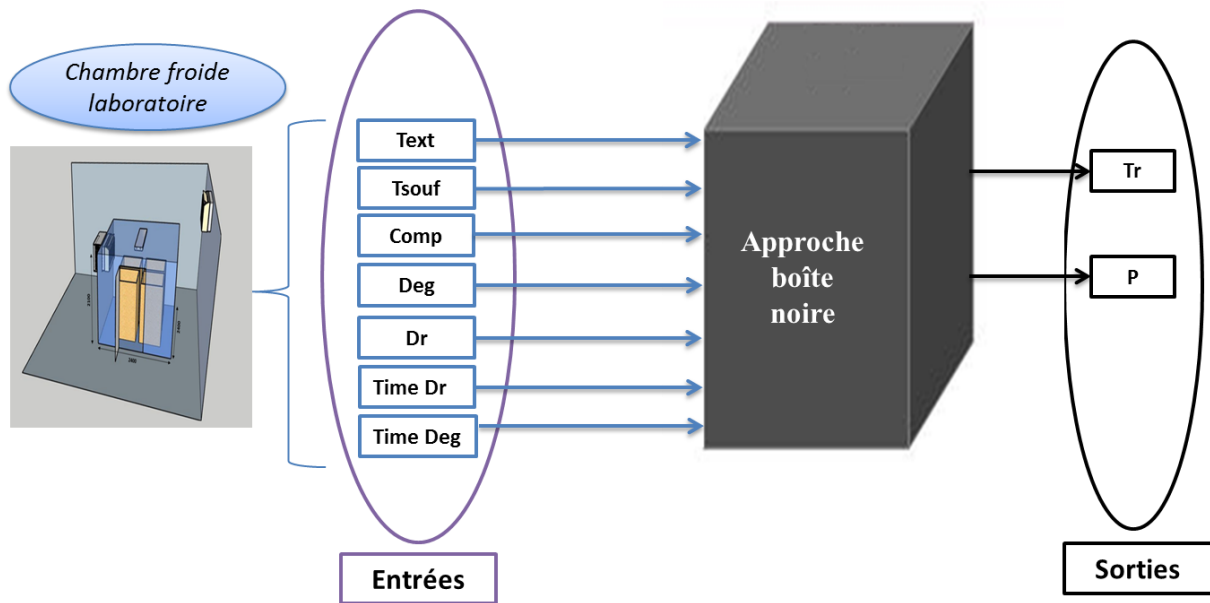 Chambre froide
laboratoire
Text
Tsouf
Comp
Deg
Dr
Time Dr
Time Deg
Entrées
Approche
boîte
noire
Tr
P
Sorties